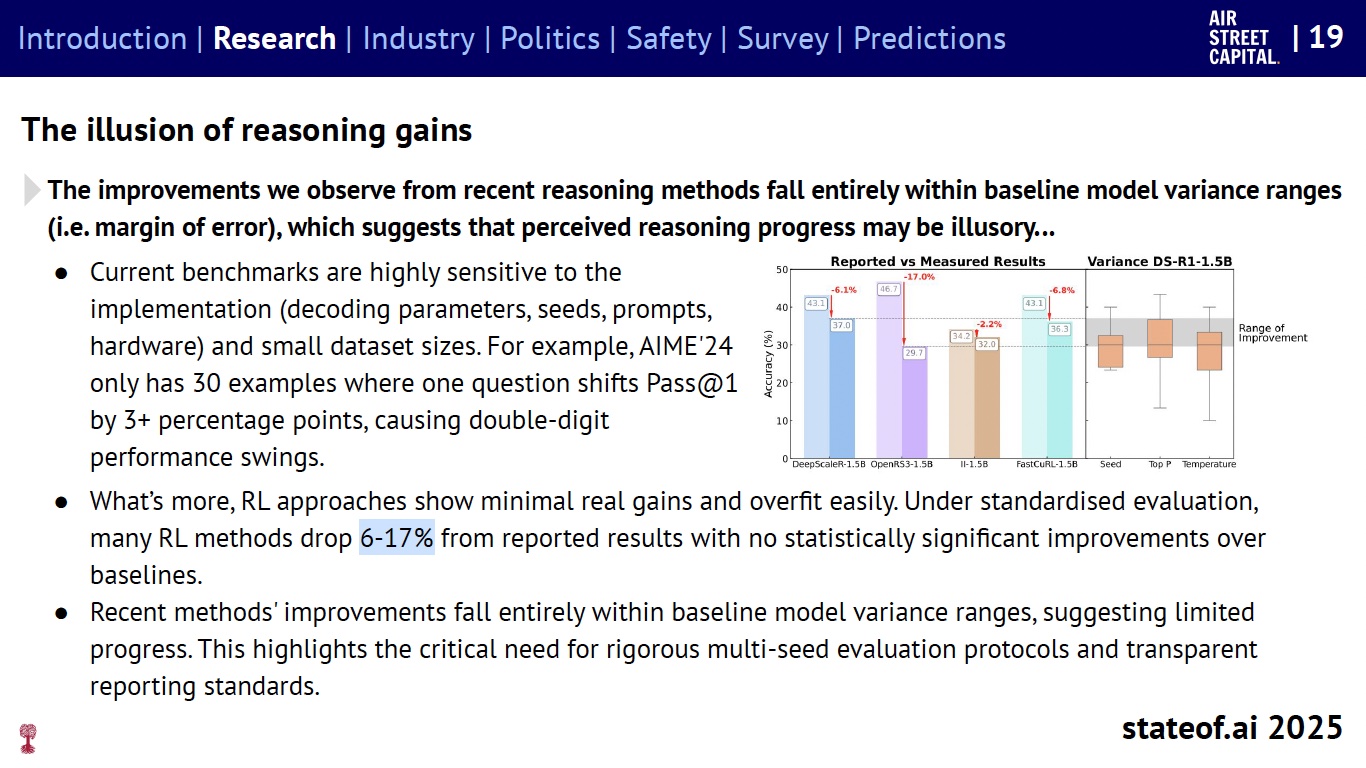 Introduction | Research | Industry | Politics | Safety | Survey | Predictions
AIR
STREET
CAPITAL.
| 19
The illusion of reasoning gains
The improvements we observe from recent reasoning methods fall entirely within baseline model variance ranges
(i.e. margin of error), which suggests that perceived reasoning progress may be illusory...
● Current benchmarks are highly sensitive to the
implementation (decoding parameters, seeds, prompts,
hardware) and small dataset sizes. For example, AIME'24
only has 30 examples where one question shifts Pass@1
by 3+ percentage points, causing double-digit
performance swings.
Reported vs Measured Results
Variance DS-R1-1.5B
Accuracy (%)
50
40
30
20
10
0
43.1
-6.1%
37.0
46.7
-17.0%
29.7
34.2
-2.2%
32.0
43.1
-6.8%
36.3
Range of
Improvement
DeepScaleR-1.5B
OpenRS3-1.5B
II-1.5B
FastCuRL-1.5B
Seed
Top P
Temperature
● What’s more, RL approaches show minimal real gains and overfit easily. Under standardised evaluation,
many RL methods drop 6-17% from reported results with no statistically significant improvements over
baselines.
● Recent methods' improvements fall entirely within baseline model variance ranges, suggesting limited
progress. This highlights the critical need for rigorous multi-seed evaluation protocols and transparent
reporting standards.
stateof.ai 2025